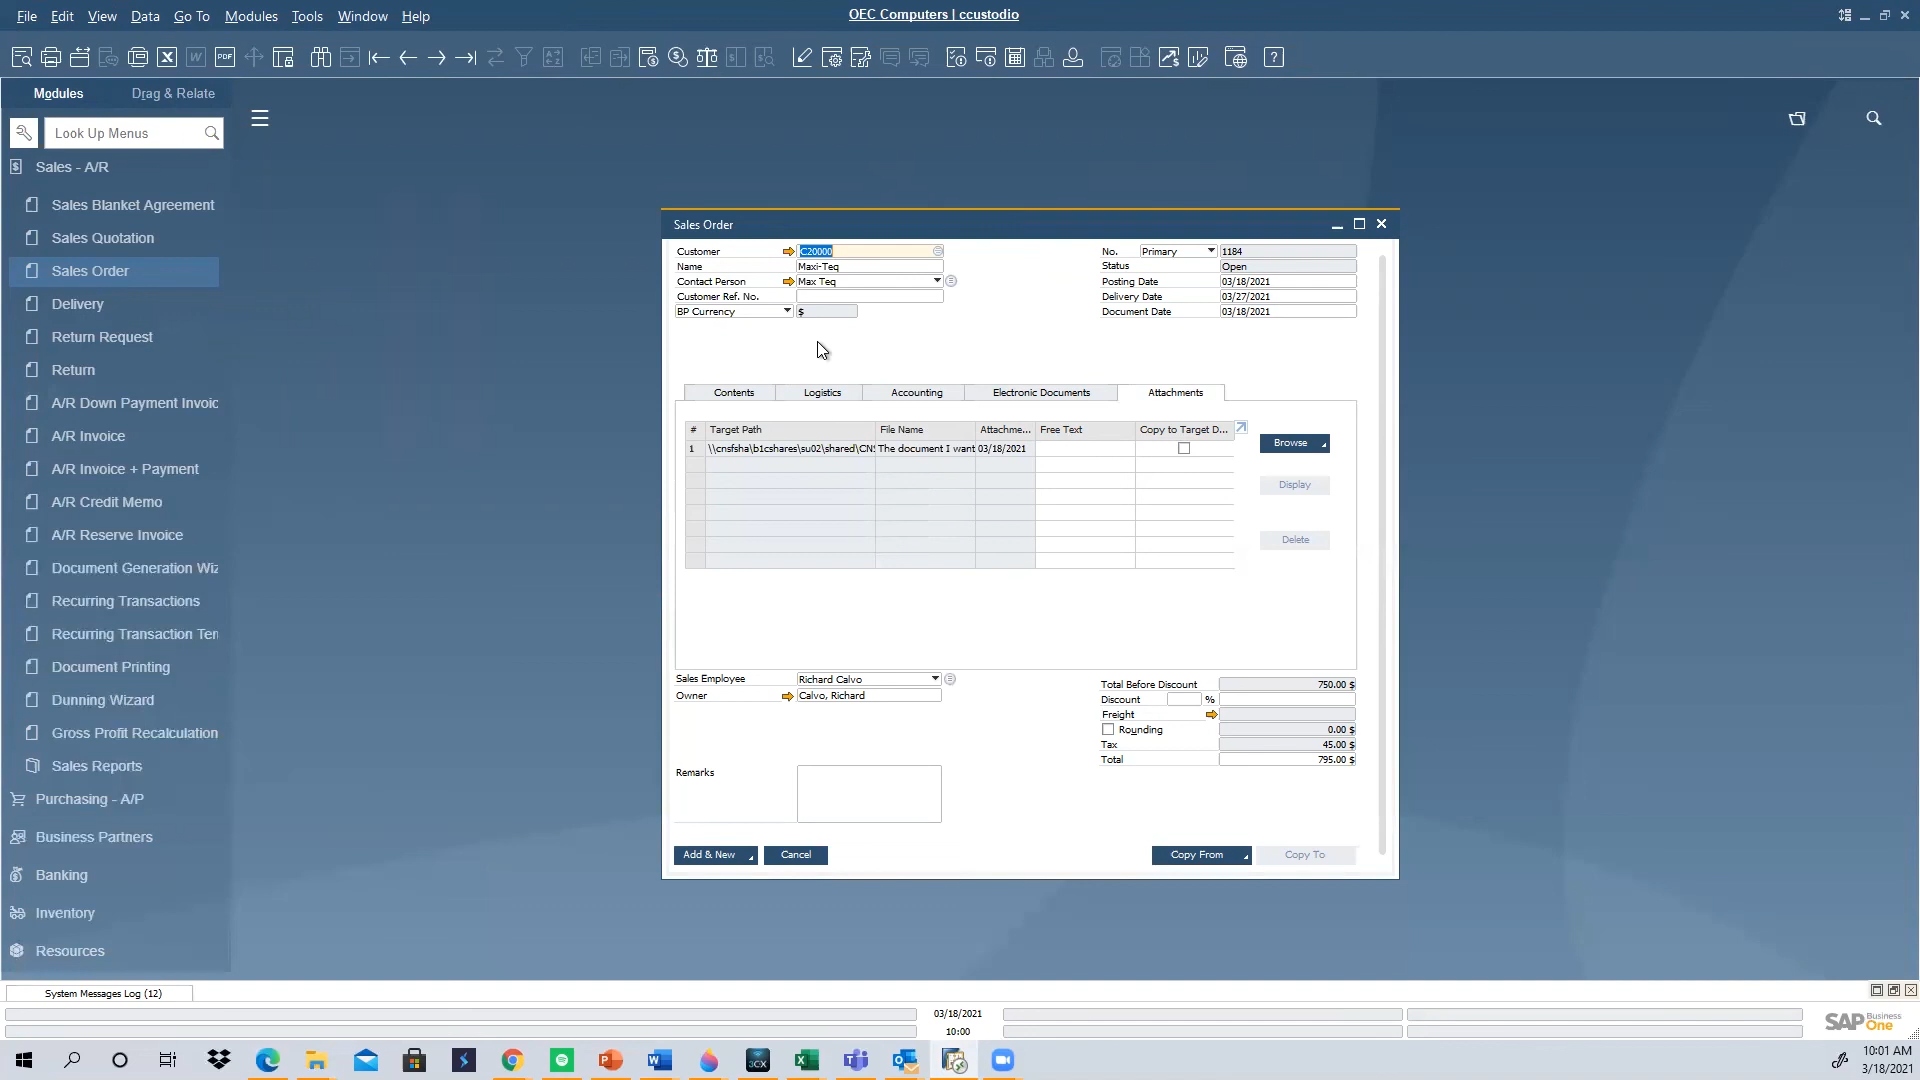 File Edit View Data Go To Modules Tools Window Help
OEC Computers | ccustodio
Modules Drag & Relate
Look Up Menus
Sales - A/R
Sales Blanket Agreement
Sales Quotation
Sales Order
Delivery
Return Request
Return
A/R Down Payment Invoic
A/R Invoice
A/R Invoice + Payment
A/R Credit Memo
A/R Reserve Invoice
Document Generation Wiz
Recurring Transactions
Recurring Transaction Ten
Document Printing
Dunning Wizard
Gross Profit Recalculation
Sales Reports
Purchasing - A/P
Business Partners
Banking
Inventory
Resources
Sales Order
Customer C20000
Name Maxi-Teq
Contact Person Max Teq
Customer Ref. No.
BP Currency $
No. Primary 1184
Status Open
Posting Date 03/18/2021
Delivery Date 03/27/2021
Document Date 03/18/2021
Contents Logistics Accounting Electronic Documents Attachments
# Target Path File Name Attachme... Free Text Copy to Target D...
1 \\cnsfsha\b1cshares\su02\shared\CNS The document I want 03/18/2021
Browse
Display
Delete
Sales Employee Richard Calvo
Owner Calvo, Richard
Total Before Discount 750.00 $
Discount %
Freight
Rounding 0.00 $
Tax 45.00 $
Total 795.00 $
Remarks
Add & New Cancel Copy From Copy To
System Messages Log (12)
03/18/2021
10:00
SAP Business One
10:01 AM
3/18/2021
X
W
PDF
3CX